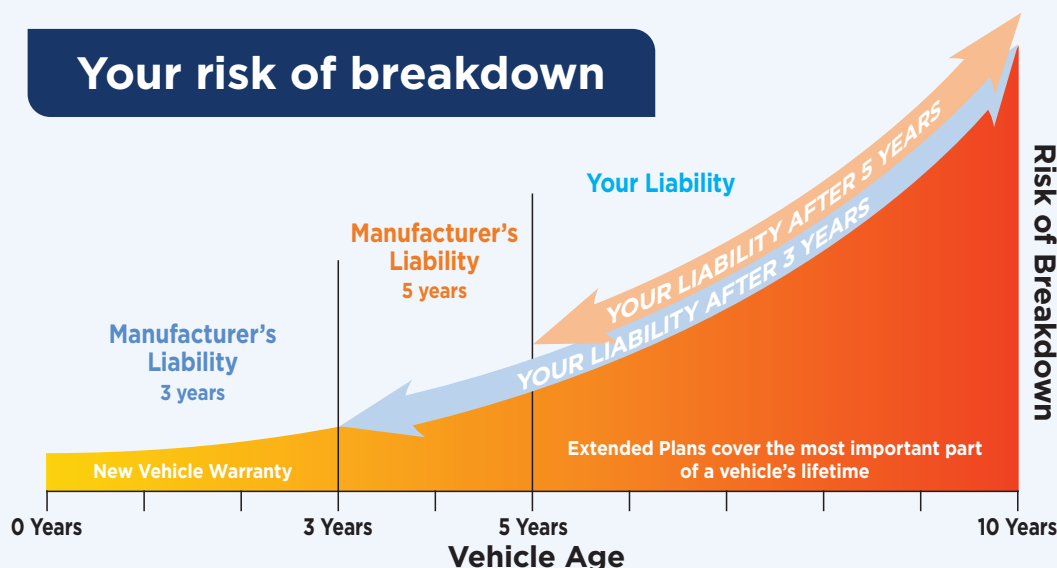 Your risk of breakdown
Your Liability
Manufacturer's
Liability
5 years
Manufacturer's
Liability
3 years
YOUR LIABILITY AFTER 5 YEARS
YOUR LIABILITY AFTER 3 YEARS
New Vehicle Warranty
Extended Plans cover the most important part
of a vehicle's lifetime
Risk of Breakdown
0 Years
3 Years
5 Years
10 Years
Vehicle Age